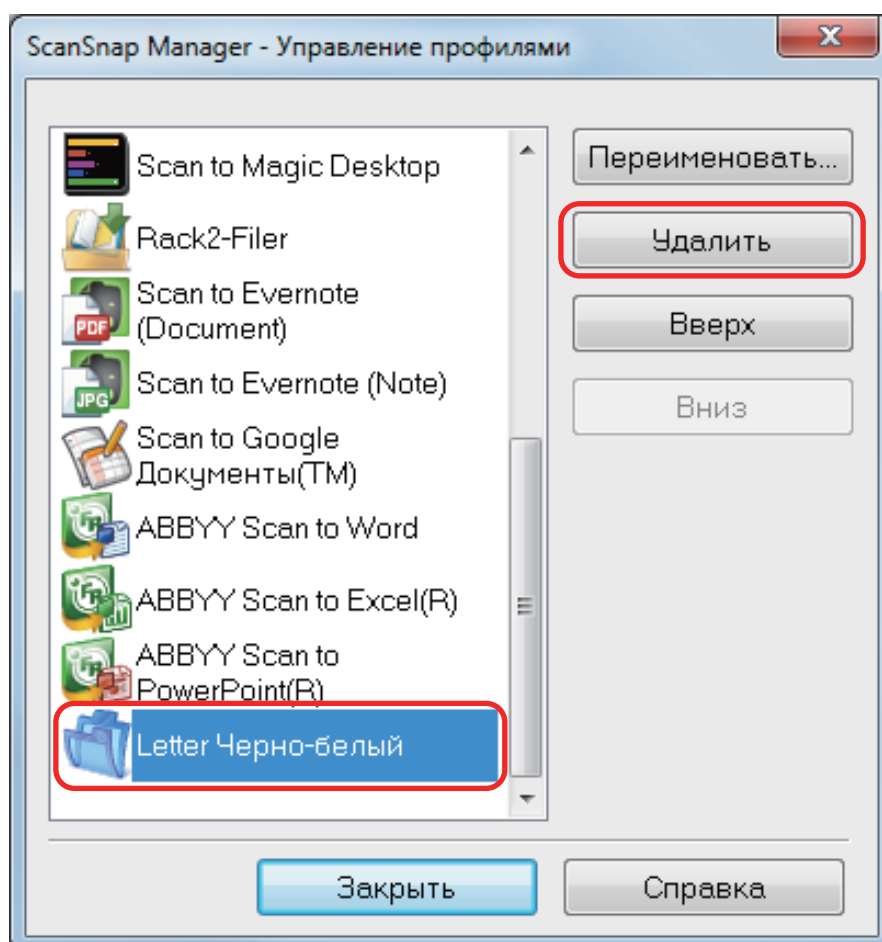 ScanSnap Manager - Управление профилями
Scan to Magic Desktop
Rack2-Filer
PDF
Scan to Evernote
(Document)
JPG
Scan to Evernote (Note)
Scan to Google
Документы(TM)
ABBYY Scan to Word
ABBYY Scan to Excel(R)
ABBYY Scan to
PowerPoint(R)
Letter Черно-белый
Переименовать...
Удалить
Вверх
Вниз
Закрыть
Справка